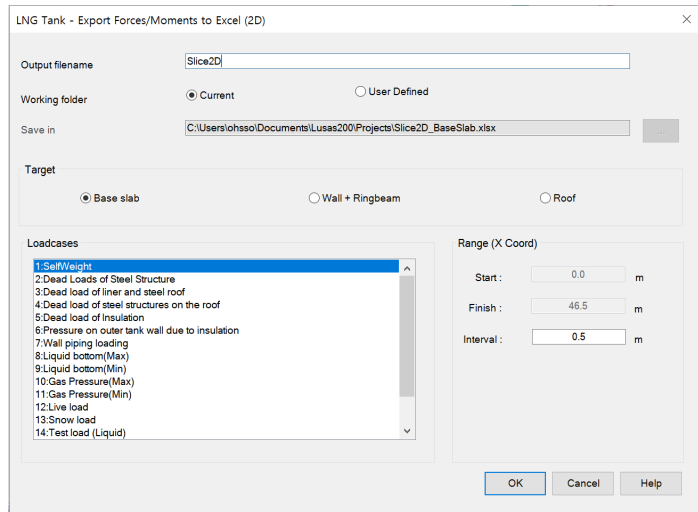 LNG Tank - Export Forces/Moments to Excel (2D)
Output filename
Slice2D
Working folder
Current
User Defined
Save in
C:\Users\ohsso\Documents\Lusas200\Projects\Slice2D_BaseSlab.xlsx
...
Target
Base slab
Wall + Ringbeam
Roof
Loadcases
1:SelfWeight
2:Dead Loads of Steel Structure
3:Dead load of liner and steel roof
4:Dead load of steel structures on the roof
5:Dead load of Insulation
6:Pressure on outer tank wall due to insulation
7:Wall piping loading
8:Liquid bottom(Max)
9:Liquid bottom(Min)
10:Gas Pressure(Max)
11:Gas Pressure(Min)
12:Live load
13:Snow load
14:Test load (Liquid)
Range (X Coord)
Start : 0.0 m
Finish : 46.5 m
Interval : 0.5 m
OK Cancel Help